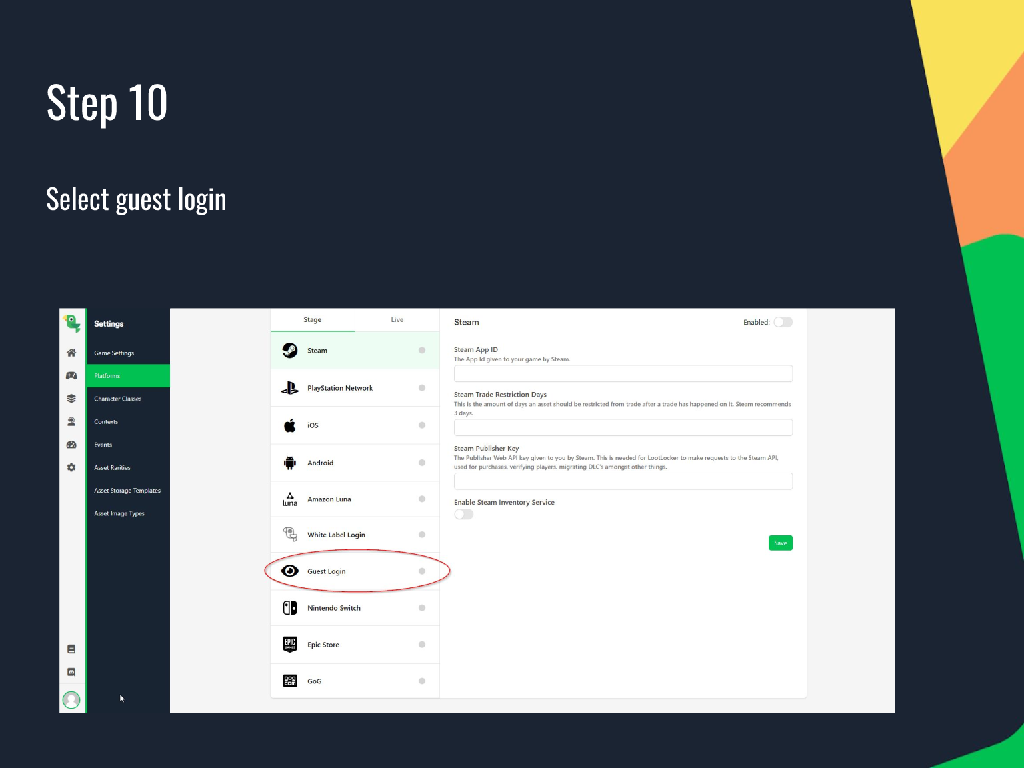 Step 10
Select guest login
Settings
Game Settings
Platforms
Character Classes
Contexts
Events
Asset Rarities
Asset Storage Templates
Asset Image Types
Stage
Live
Steam
PlayStation Network
iOS
Android
luna
Amazon Luna
White Label Login
Guest Login
Nintendo Switch
EPIC
Epic Store
GoG
Steam
Enabled:
Steam App ID
The App Id given to your game by Steam.
Steam Trade Restriction Days
This is the amount of days an asset should be restricted from trade after a trade has happened on it. Steam recommends
3 days.
Steam Publisher Key
The Publisher Web API key given to you by Steam. This is needed for LootLocker to make requests to the Steam API,
used for purchases, verifying players, migrating DLC's amongst other things.
Enable Steam Inventory Service
Save